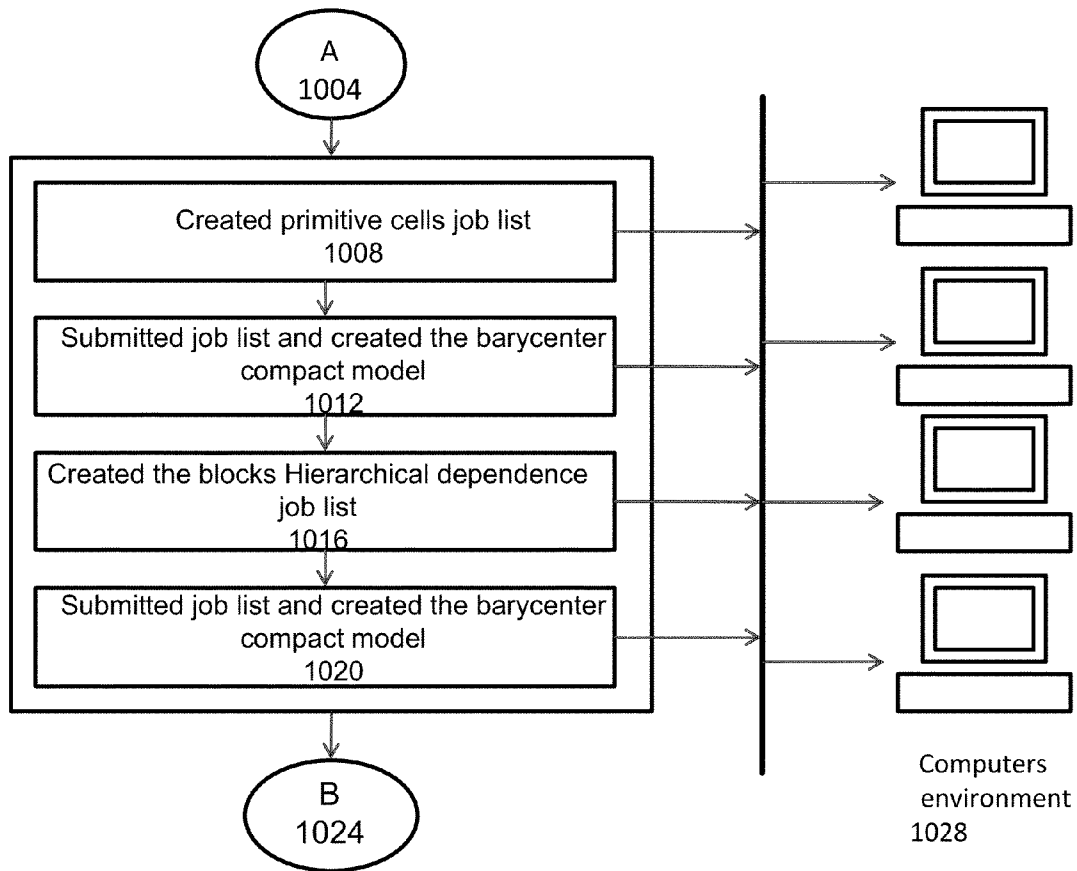 A
1004
Created primitive cells job list
1008
Submitted job list and created the barycenter
compact model
1012
Created the blocks Hierarchical dependence
job list
1016
Submitted job list and created the barycenter
compact model
1020
B
1024
Computers
environment
1028